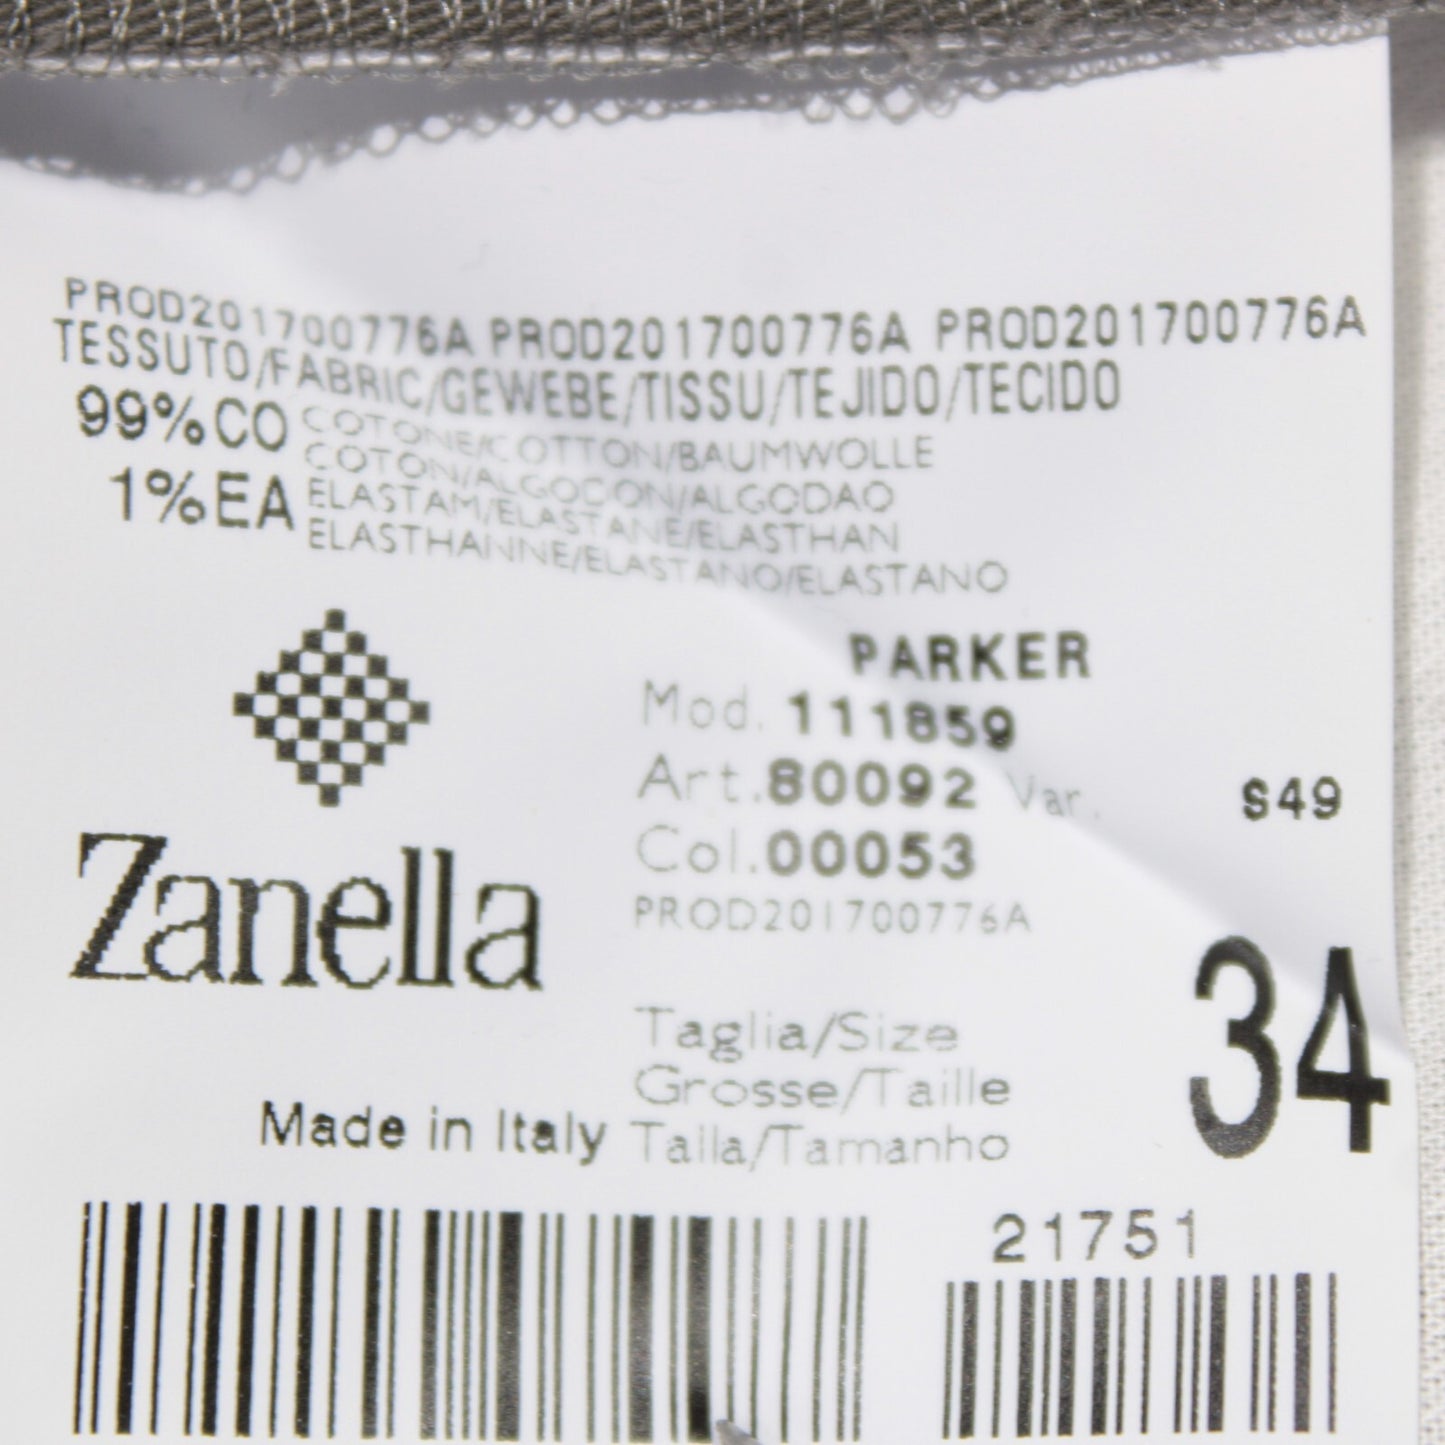 PROD201700776A PROD201700776A PROD201700776A
TESSUTO/FABRIC/GEWEBE/TISSU/TEJIDO/TECIDO
99%CO COTONE/COTTON/BAUMWOLLE
COTON/ALGOCON/ALGODAO
1%EA ELASTAM/ELASTANE/ELASTHAN
ELASTHANNE/ELASTANO/ELASTANO
PARKER
Mod. 111859
Art.80092 Var. S49
Col.00053
PROD201700776A
Zanella
Taglia/Size
Grosse/Taille
Talla/Tamanho
34
Made in Italy
21751